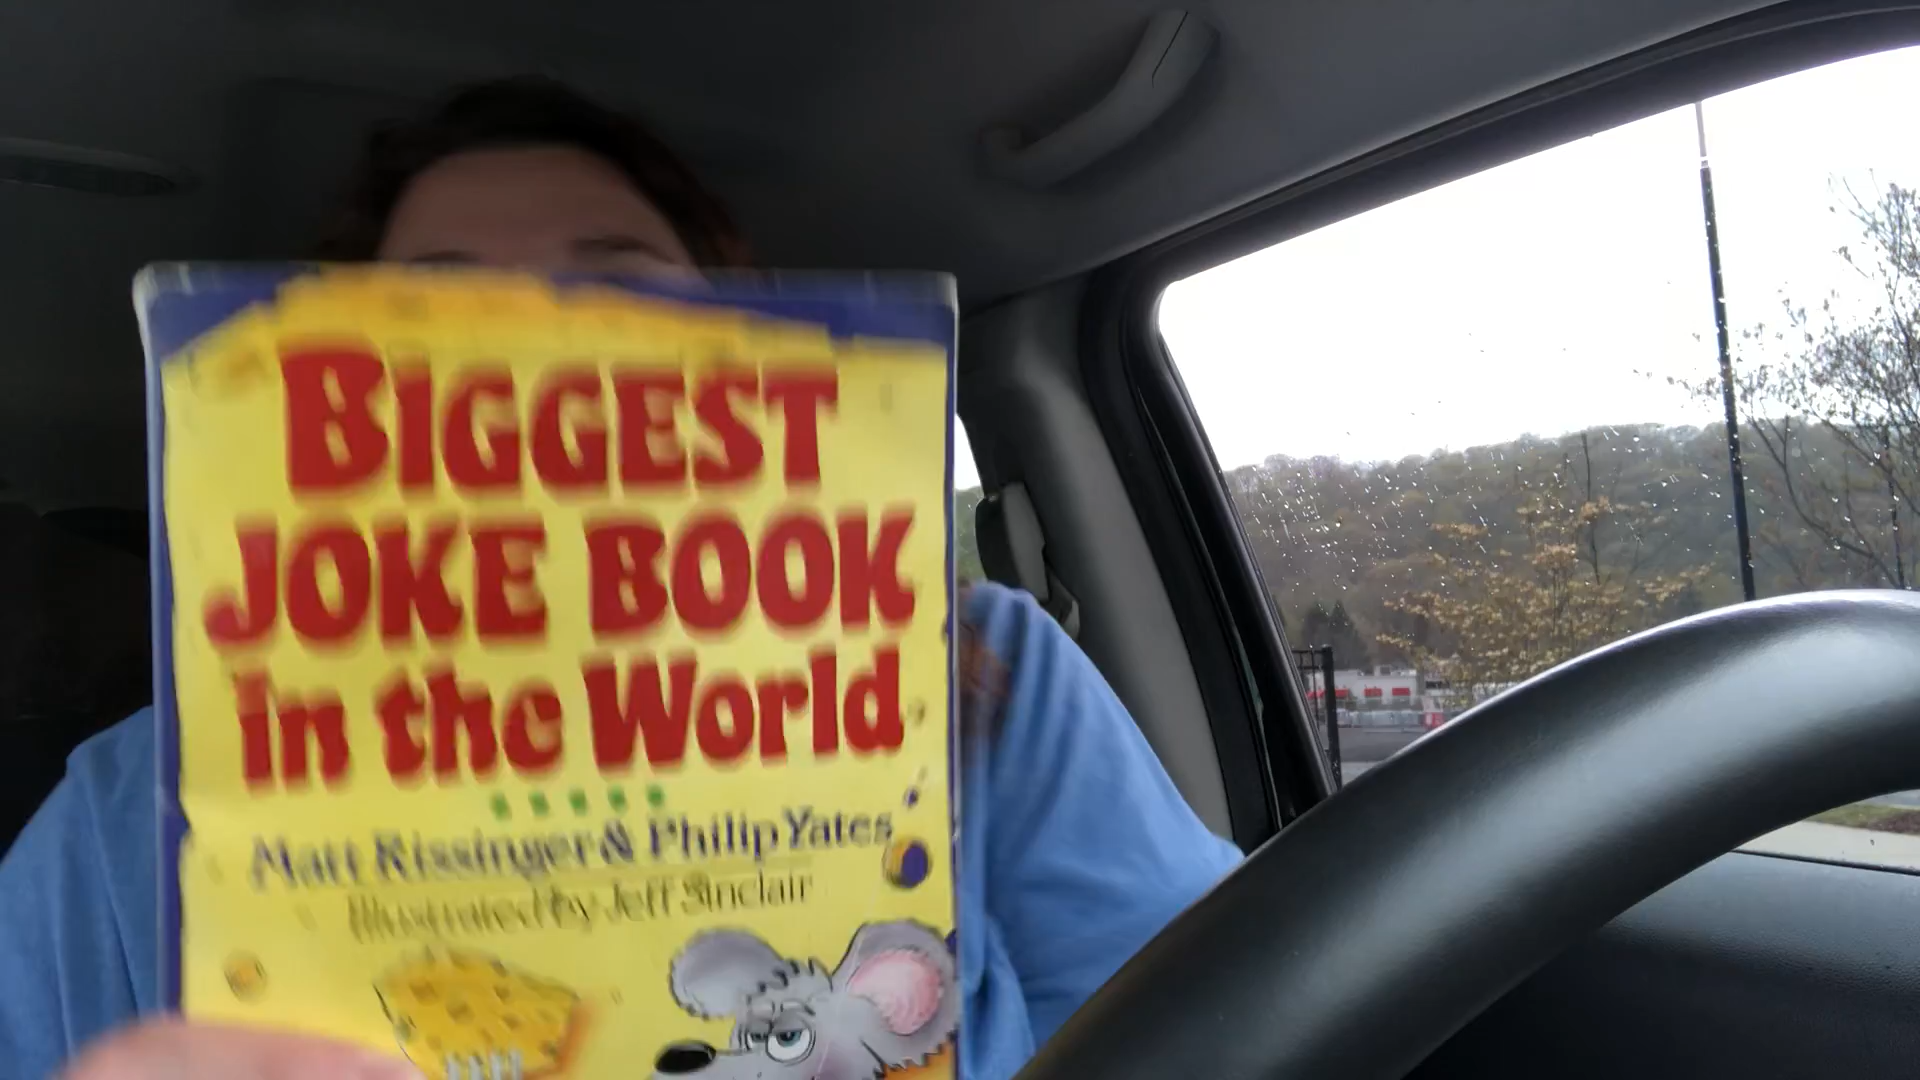 BIGGEST
JOKE BOOK
in the World
Matt Rissinger & Philip Yates
Illustrated by Jeff Sinclair